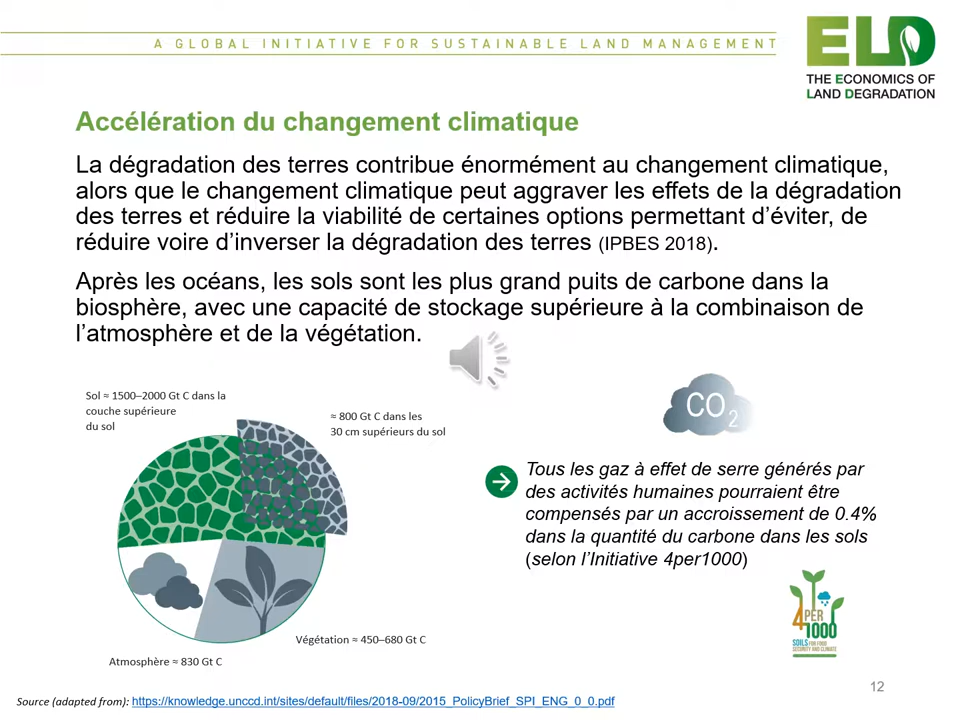 A GLOBAL INITIATIVE FOR SUSTAINABLE LAND MANAGEMENT
ELD
THE ECONOMICS OF
LAND DEGRADATION
Accélération du changement climatique
La dégradation des terres contribue énormément au changement climatique,
alors que le changement climatique peut aggraver les effets de la dégradation
des terres et réduire la viabilité de certaines options permettant d’éviter, de
réduire voire d’inverser la dégradation des terres (IPBES 2018).
Après les océans, les sols sont les plus grand puits de carbone dans la
biosphère, avec une capacité de stockage supérieure à la combinaison de
l’atmosphère et de la végétation.
Sol ≈ 1500–2000 Gt C dans la
couche supérieure
du sol
≈ 800 Gt C dans les
30 cm supérieurs du sol
CO2
Tous les gaz à effet de serre générés par
des activités humaines pourraient être
compensés par un accroissement de 0.4%
dans la quantité du carbone dans les sols
(selon l’Initiative 4per1000)
Végétation ≈ 450–680 Gt C
Atmosphère ≈ 830 Gt C
4PER
1000
SOILS FOR FOOD
SECURITY AND CLIMATE
12
Source (adapted from): https://knowledge.unccd.int/sites/default/files/2018-09/2015_PolicyBrief_SPI_ENG_0_0.pdf